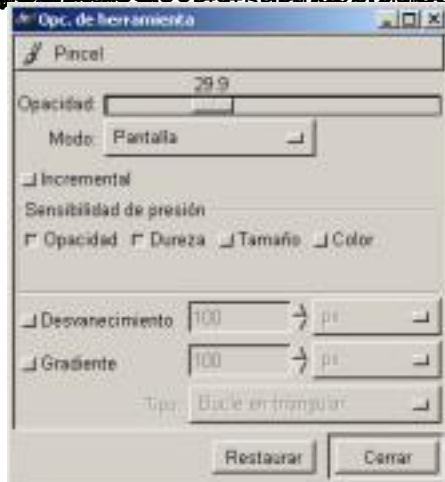 Opc. de herramienta
Pincel
29.9
Opacidad:
Modo: Pantalla
Incremental
Sensibilidad de presión
Opacidad Dureza Tamaño Color
Desvanecimiento 100 px
Gradiente 100 px
Tipo: Bucle en triangular
Restaurar Cerrar